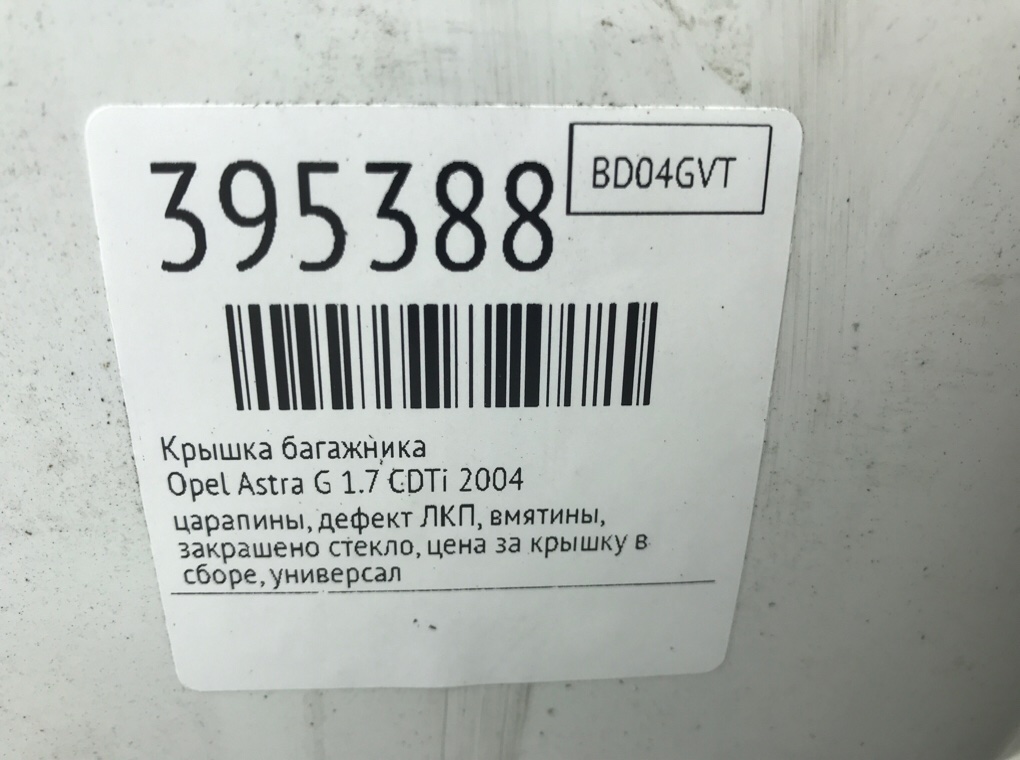 395388
BD04GVT
Крышка багажника
Opel Astra G 1.7 CDTi 2004
царапины, дефект ЛКП, вмятины,
закрашено стекло, цена за крышку в
сборе, универсал